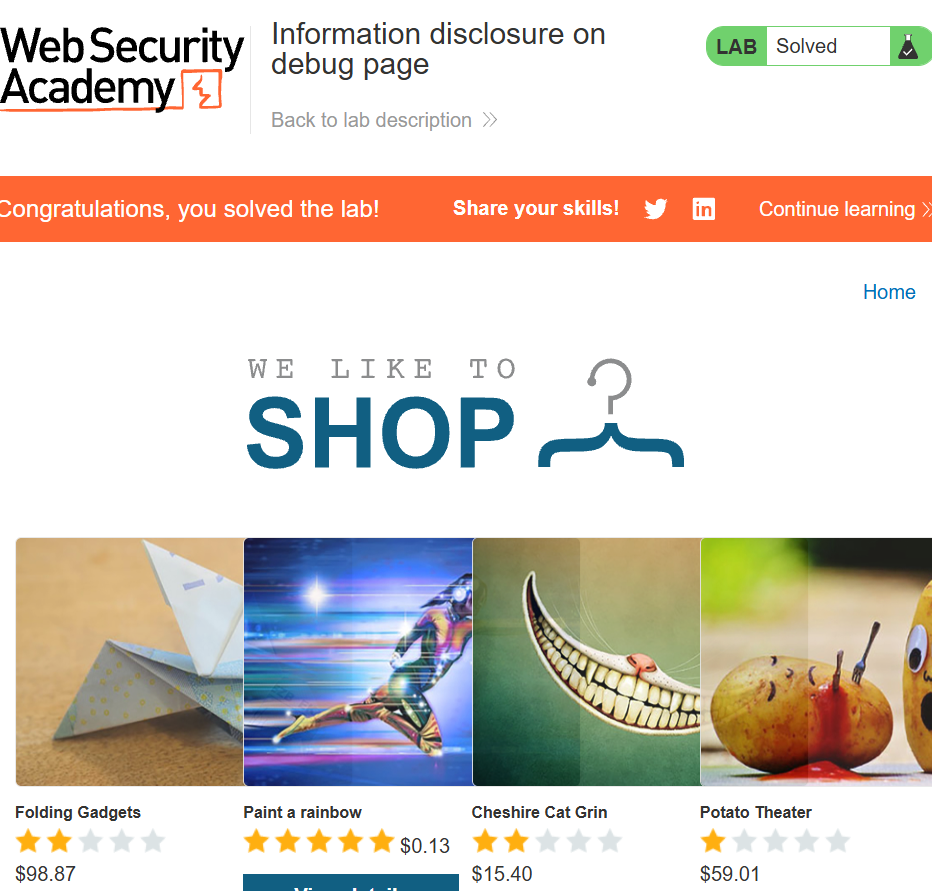 Web Security
Academy
Information disclosure on
debug page
Back to lab description
LAB Solved
Congratulations, you solved the lab!
Share your skills!
in
Continue learning
Home
WE LIKE TO
SHOP
Folding Gadgets
Paint a rainbow
Cheshire Cat Grin
Potato Theater
$0.13
$98.87
$15.40
$59.01
View